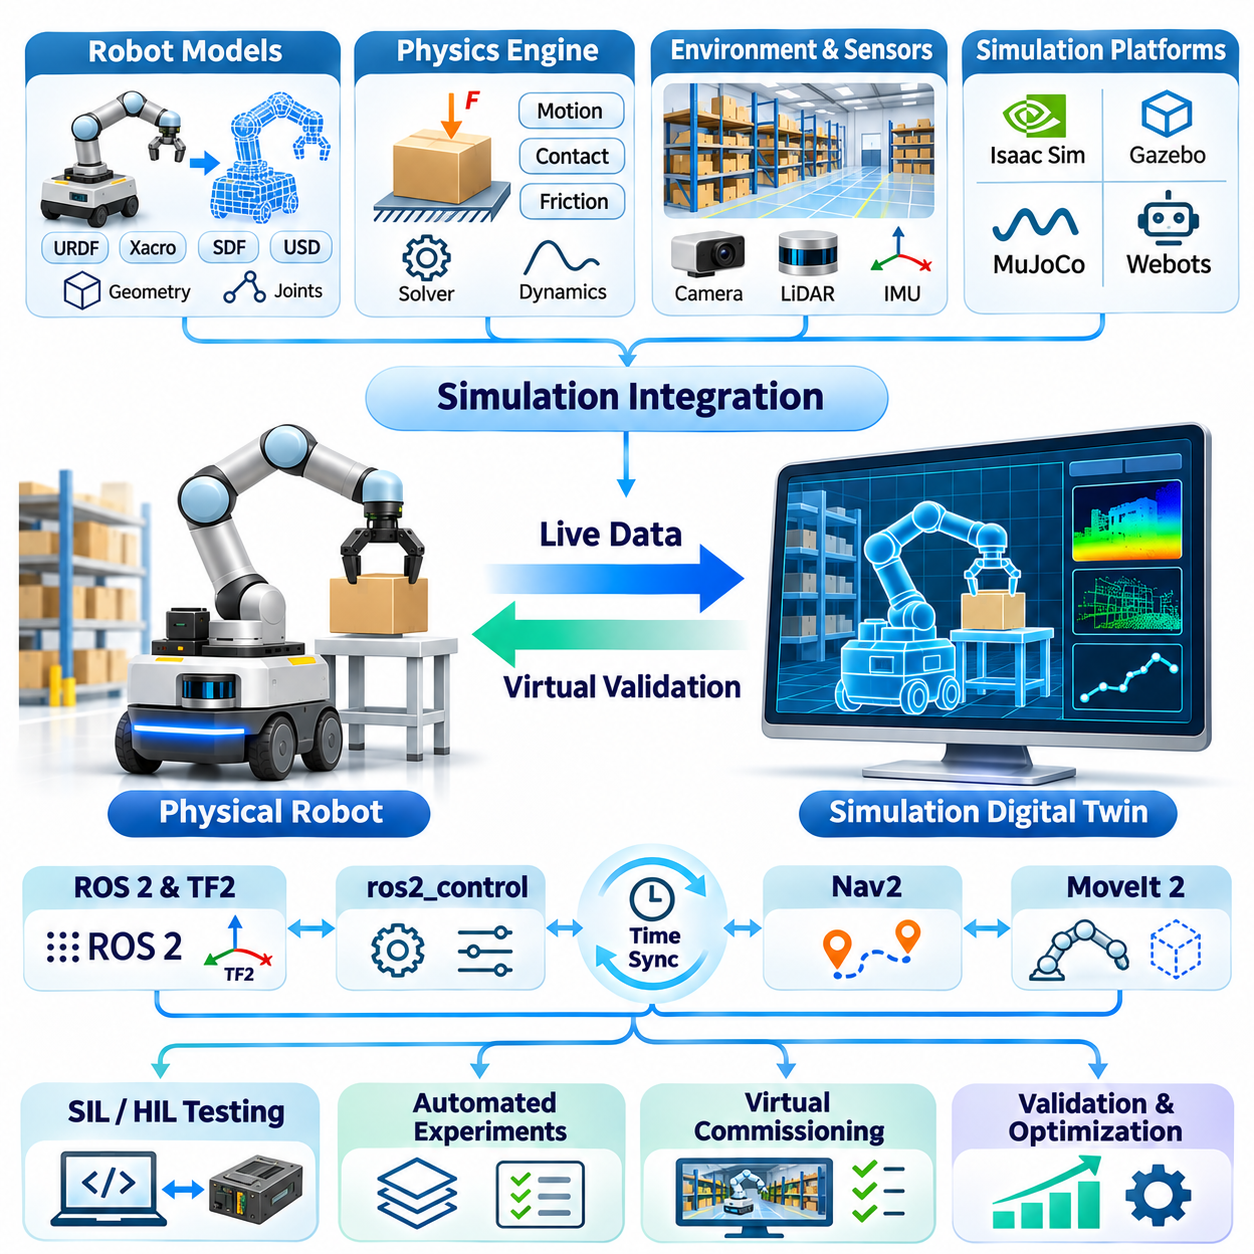 Robot Models
URDF
Xacro
SDF
USD
Geometry
Joints
Physics Engine
F
Motion
Contact
Friction
Solver
Dynamics
Environment & Sensors
Camera
LiDAR
IMU
Simulation Platforms
Isaac Sim
Gazebo
MuJoCo
Webots
Simulation Integration
Live Data
Virtual Validation
Physical Robot
Simulation Digital Twin
ROS 2 & TF2
ROS 2
TF2
ros2_control
Time
Sync
Nav2
MoveIt 2
SIL / HIL Testing
</>
Automated
Experiments
Virtual
Commissioning
Validation &
Optimization